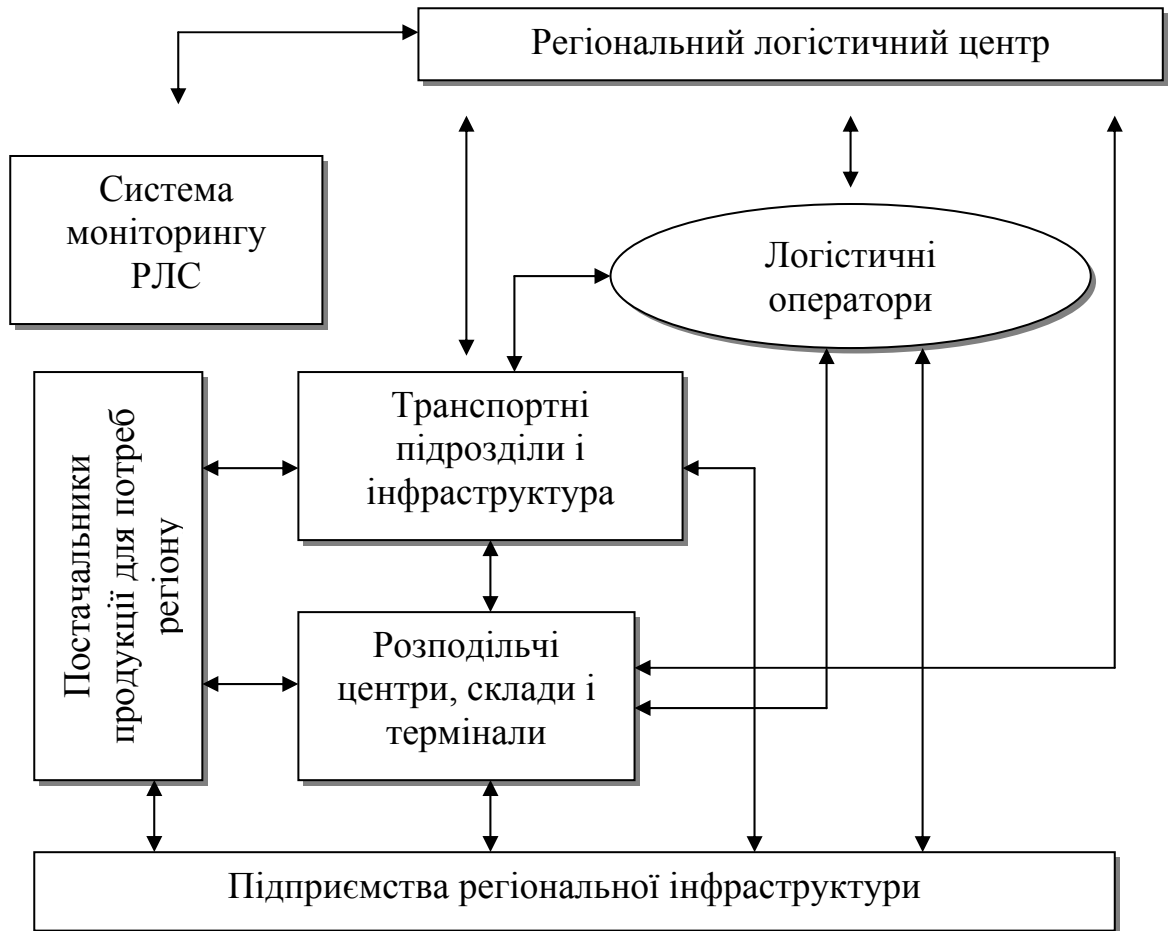 Регіональний логістичний центр
Система
моніторингу
РЛС
Логістичні
оператори
Транспортні
підрозділи і
інфраструктура
Постачальники
продукції для потреб
регіону
Розподільчі
центри, склади і
термінали
Підприємства регіональної інфраструктури